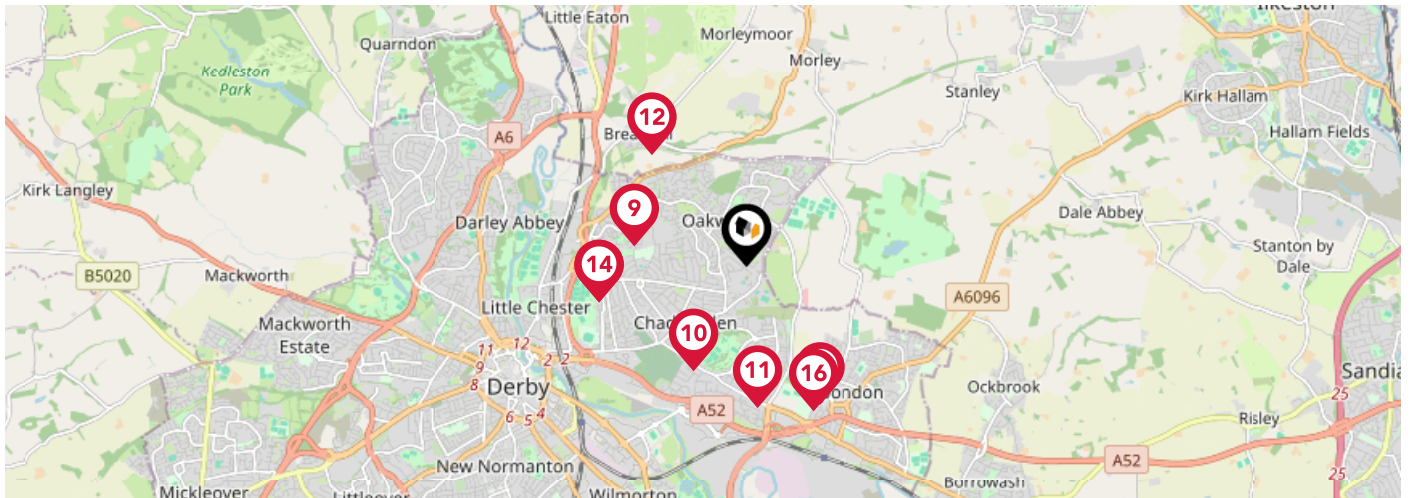 Little Eaton
Ilkeston
Quarndon
Morleymoor
Morley
Kedleston
Park
Stanley
Kirk Hallam
12
A6
Hallam Fields
Kirk Langley
9
Dale Abbey
Darley Abbey
Stanton by
Dale
14
B5020
Mackworth
A6096
Little Chester
Mackworth
Estate
10
11
12
2
2
9
8
Derby
11
16
Ockbrook
25
A52
6
5
4
Risley
A52
New Normanton
25
Borrowash
Mickleover
Littleover
Wilmorton